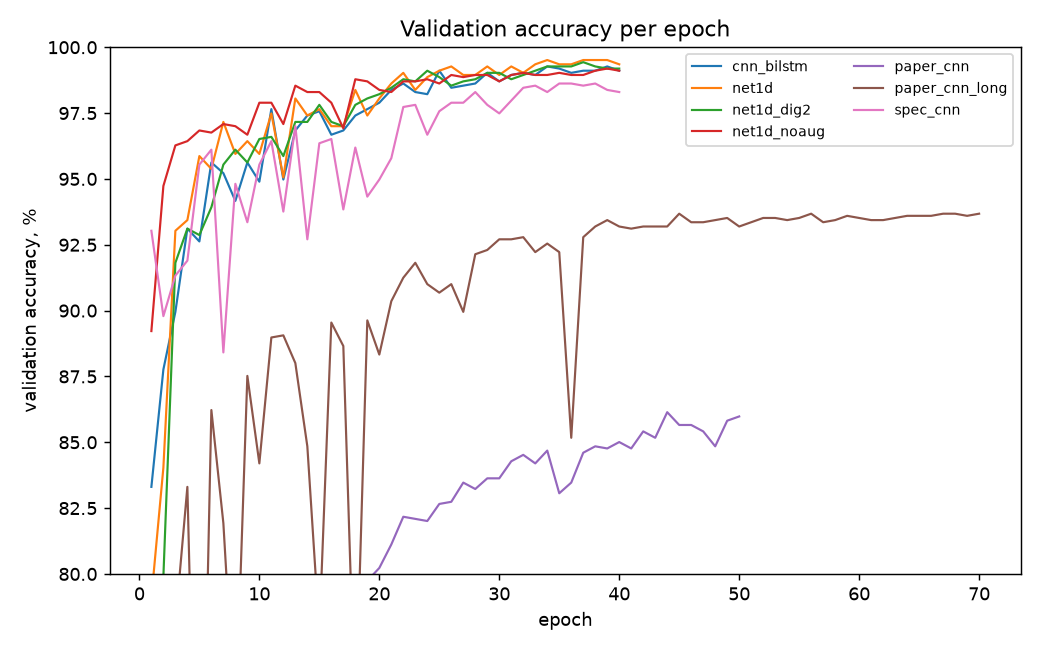 Validation accuracy per epoch
100.0
97.5
95.0
92.5
90.0
87.5
85.0
82.5
80.0
validation accuracy, %
cnn_bilstm
net1d
net1d_dig2
net1d_noaug
paper_cnn
paper_cnn_long
spec_cnn
0 10 20 30 40 50 60 70
epoch